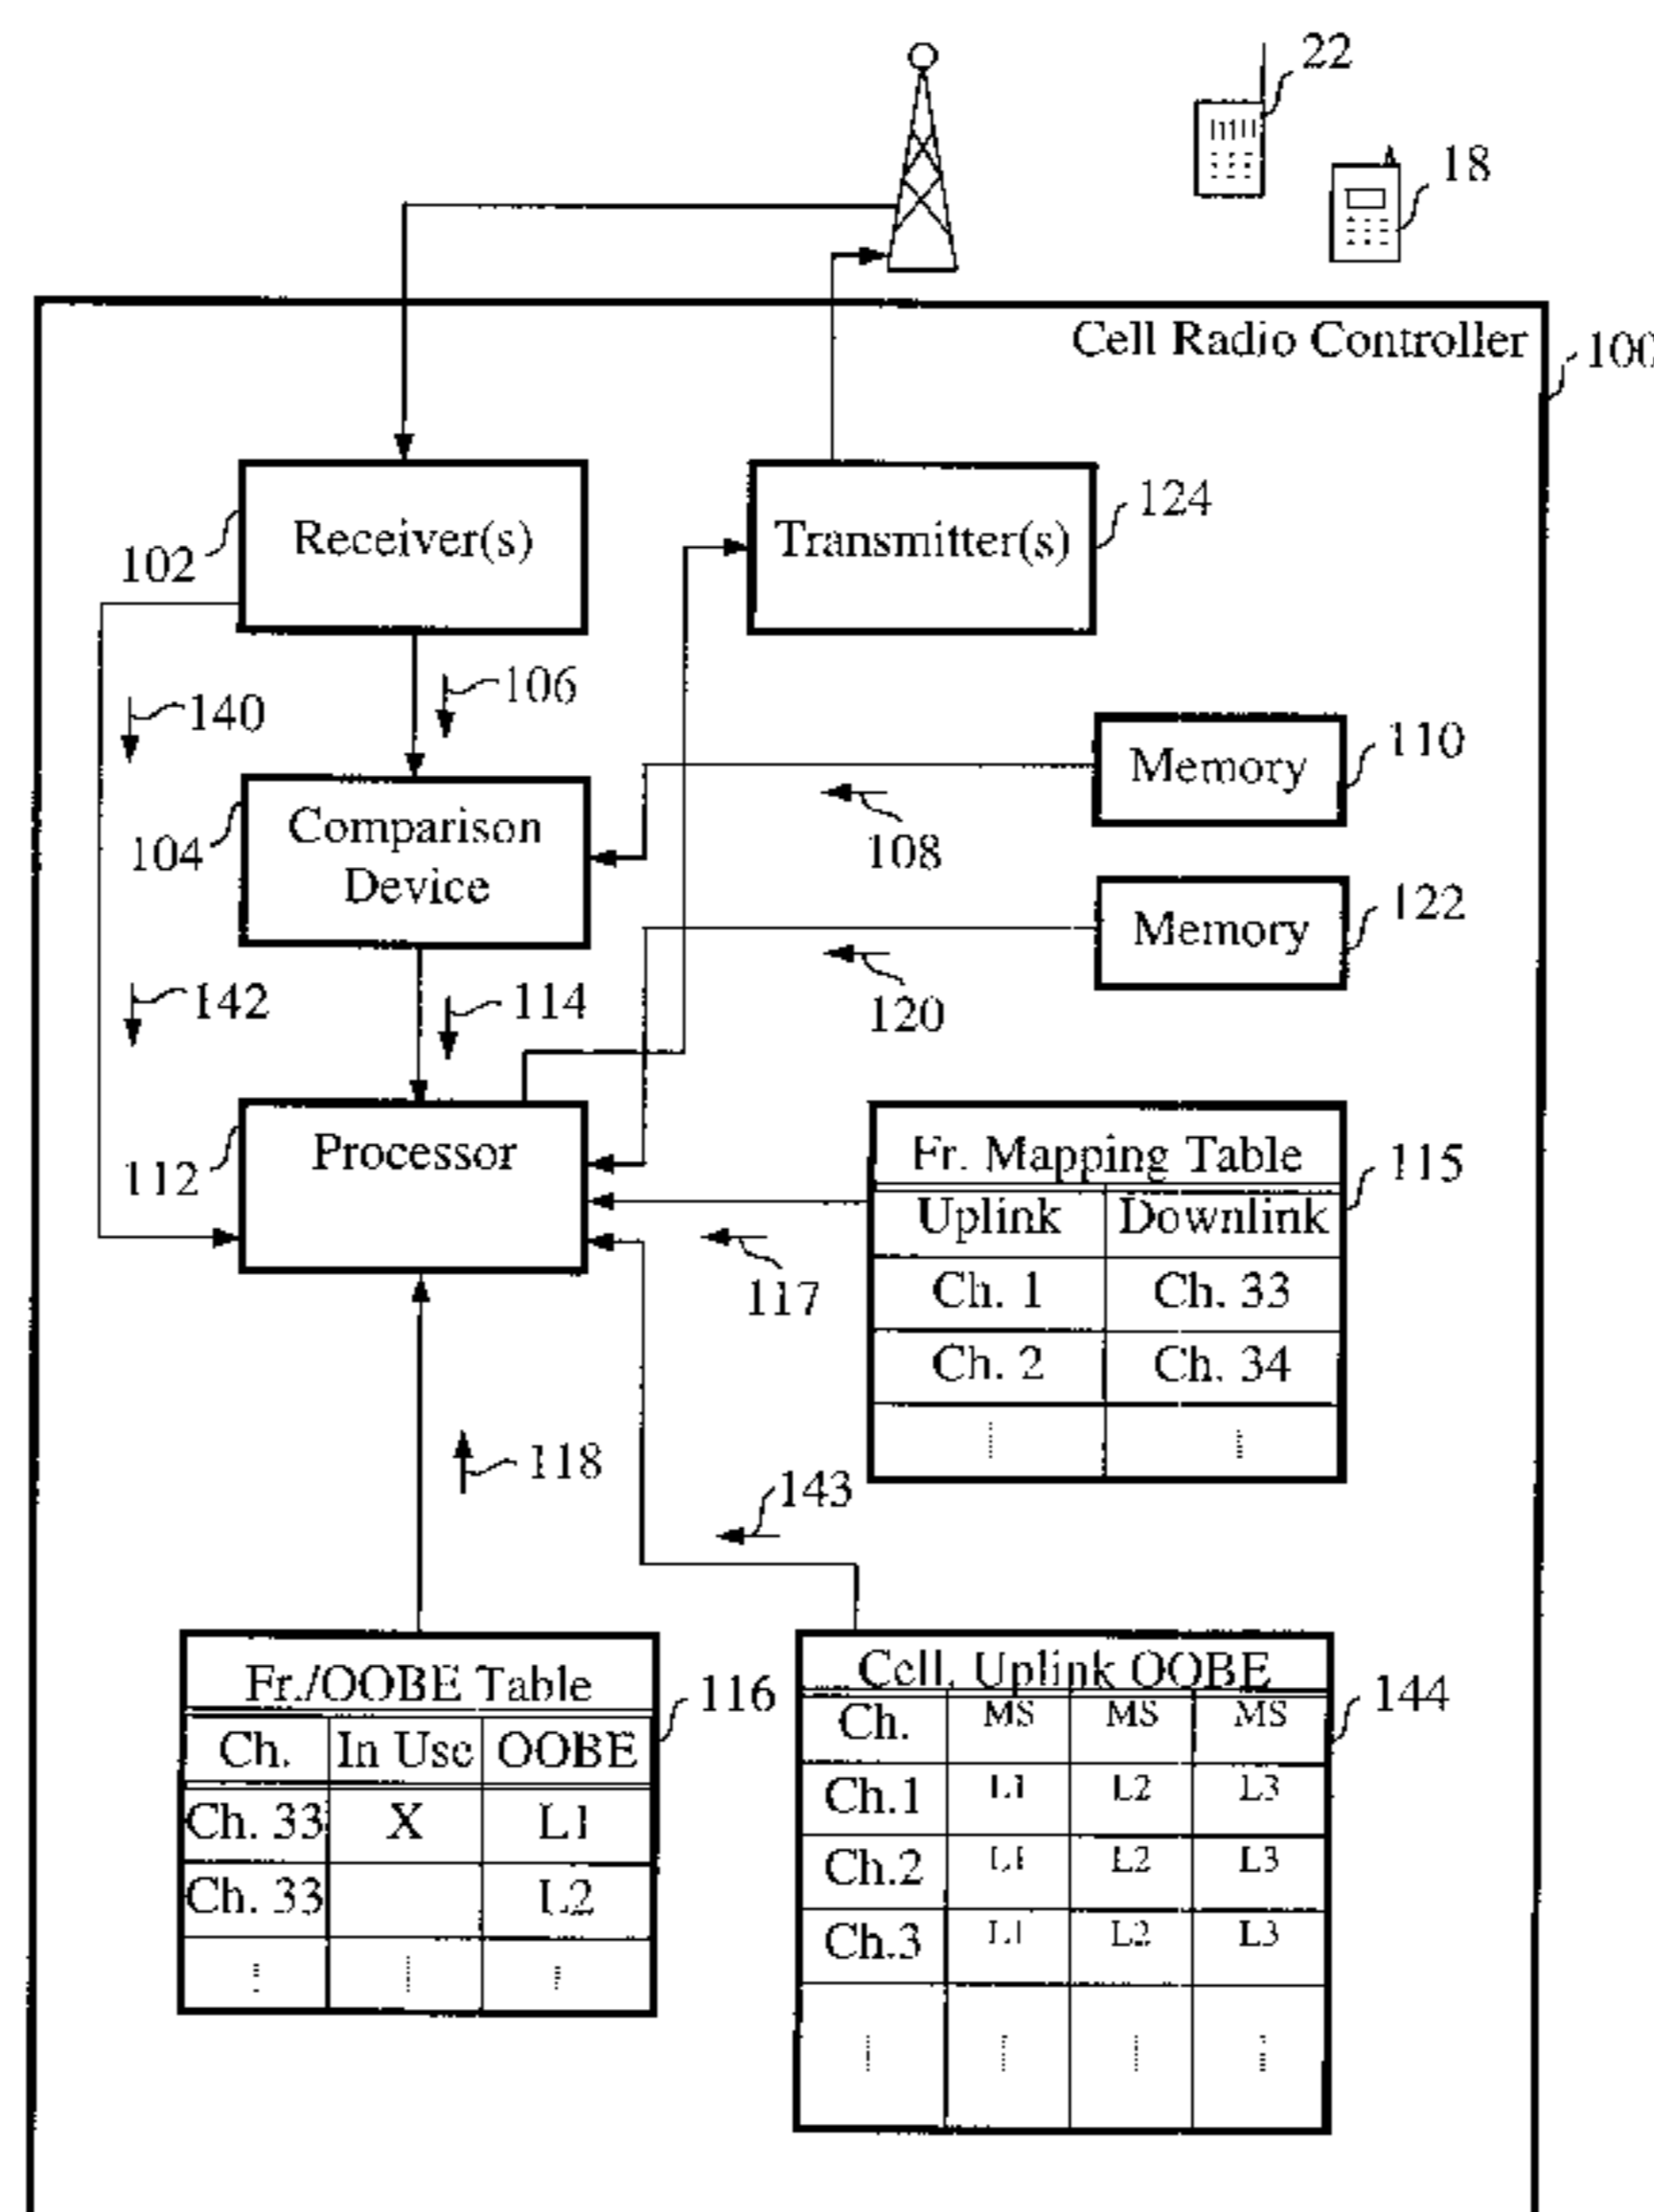 22
18
Cell Radio Controller
100
Receiver(s)
102
Transmitter(s)
124
106
140
Memory
110
108
Comparison
Device
104
Memory
122
120
142
114
Processor
112
117
Fr. Mapping Table
115
Uplink Downlink
Ch. 1 Ch. 33
Ch. 2 Ch. 34
118
143
Fr./OOBE Table
116
Ch. In Use OOBE
Ch. 33 X L1
Ch. 33 L2
Cell. Uplink OOBE
144
Ch. MS MS MS
Ch.1 L1 L2 L3
Ch.2 L1 L2 L3
Ch.3 L1 L2 L3